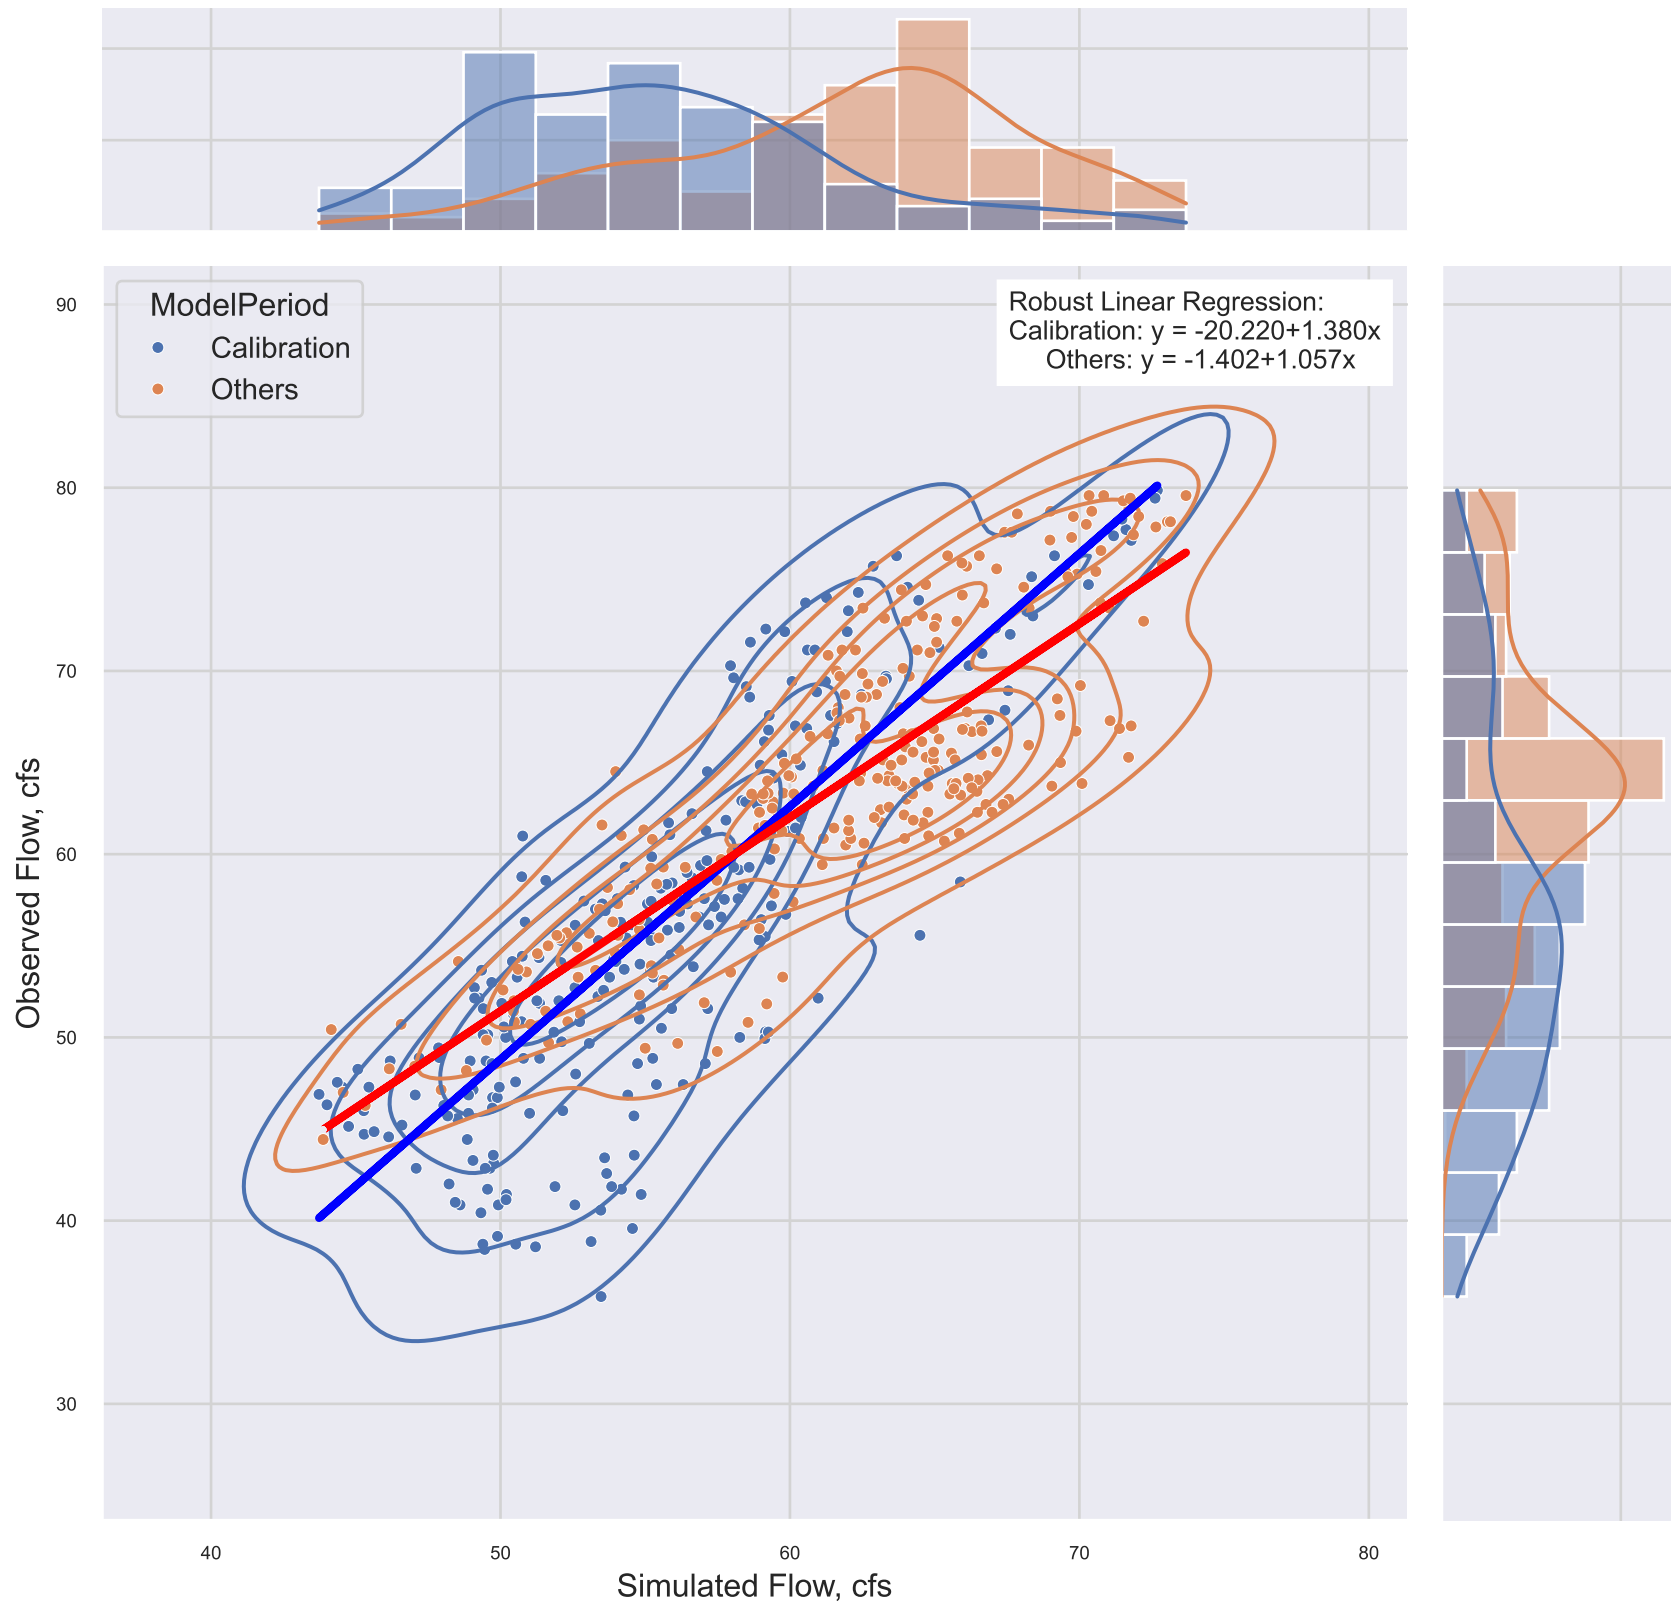 ModelPeriod
Calibration
Others
Robust Linear Regression:
Calibration: y = -20.220+1.380x
Others: y = -1.402+1.057x
90
80
70
60
50
40
30
Observed Flow, cfs
40 50 60 70 80
Simulated Flow, cfs